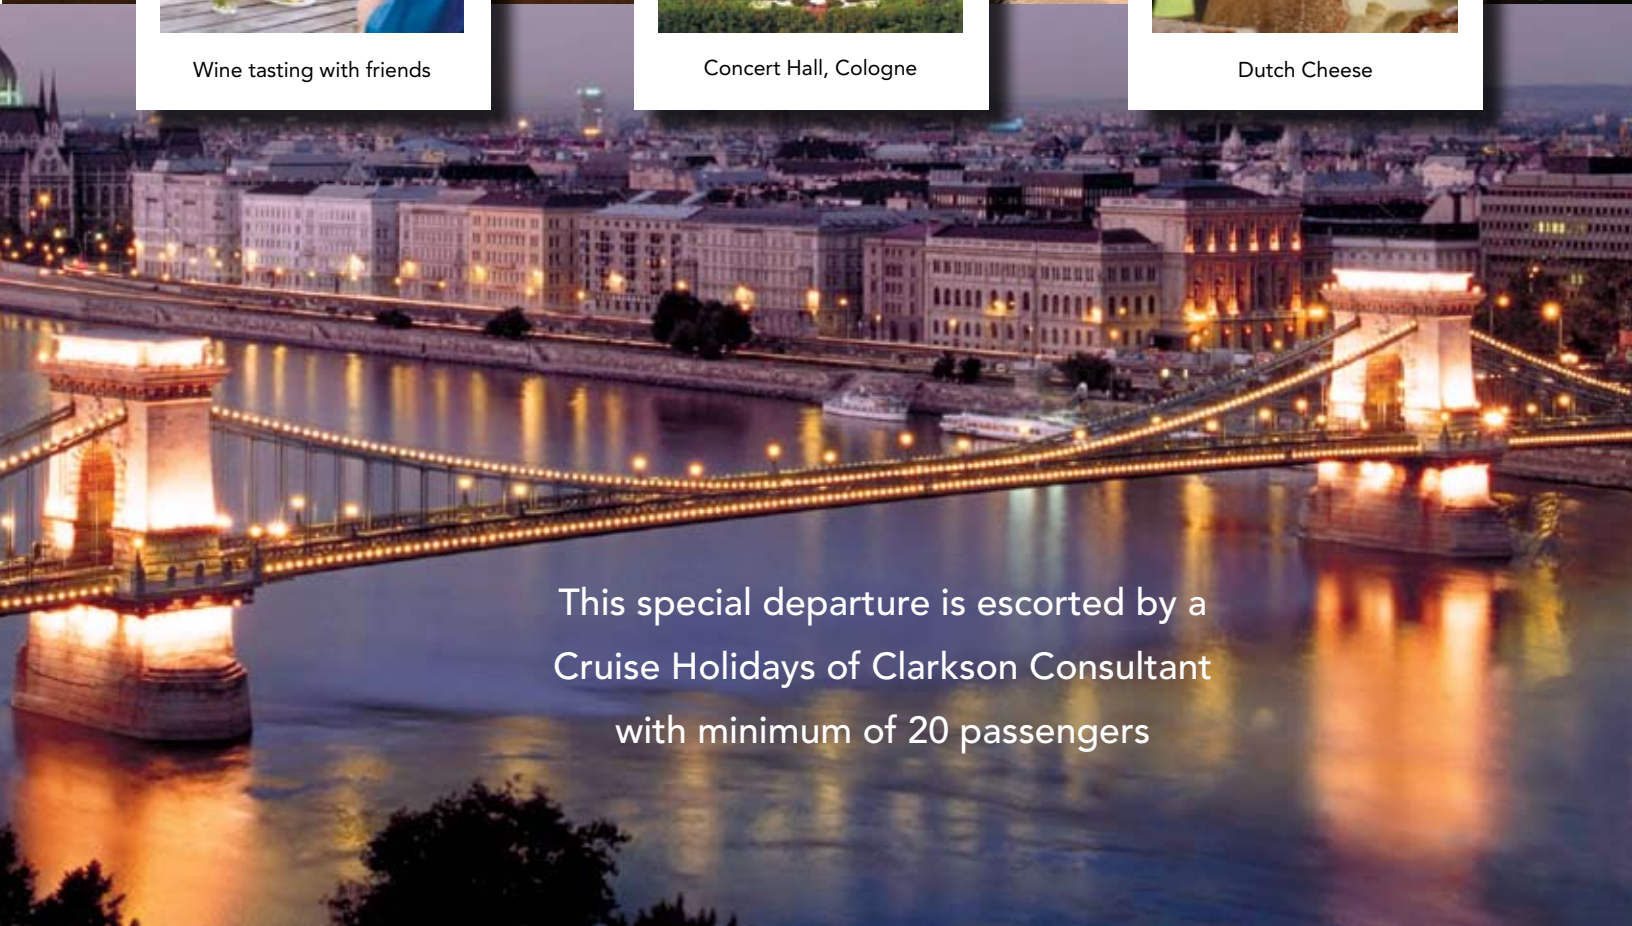 Wine tasting with friends
Concert Hall, Cologne
Dutch Cheese
This special departure is escorted by a
Cruise Holidays of Clarkson Consultant
with minimum of 20 passengers